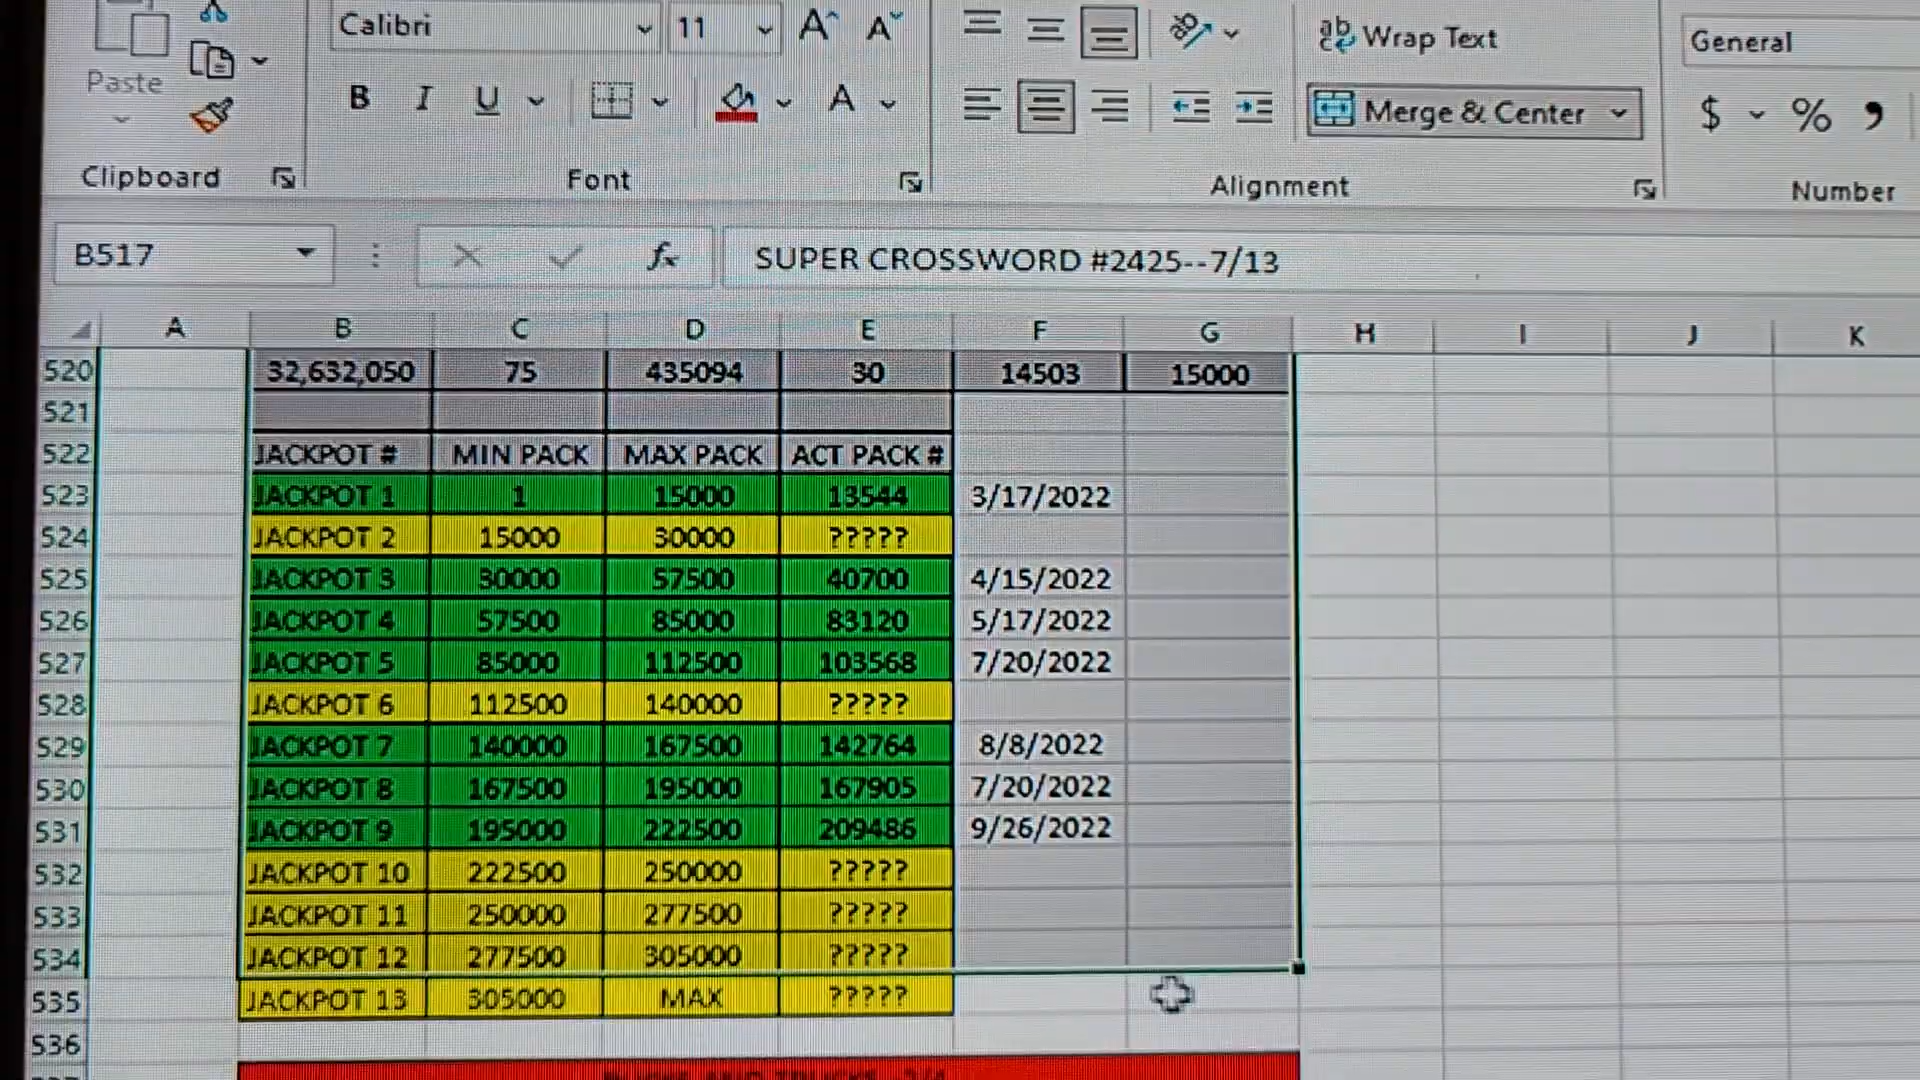 Calibri 11 A^ A˅ ab Wrap Text General
Paste B I U A Merge & Center $ % ,
Clipboard Font Alignment Number
B517 fx SUPER CROSSWORD #2425--7/13
A B C D E F G H I J K
520 32,632,050 75 435094 30 14503 15000
521
522 JACKPOT # MIN PACK MAX PACK ACT PACK #
523 JACKPOT 1 1 15000 13544 3/17/2022
524 JACKPOT 2 15000 30000 ?????
525 JACKPOT 3 30000 57500 40700 4/15/2022
526 JACKPOT 4 57500 85000 83120 5/17/2022
527 JACKPOT 5 85000 112500 103568 7/20/2022
528 JACKPOT 6 112500 140000 ?????
529 JACKPOT 7 140000 167500 142764 8/8/2022
530 JACKPOT 8 167500 195000 167905 7/20/2022
531 JACKPOT 9 195000 222500 209486 9/26/2022
532 JACKPOT 10 222500 250000 ?????
533 JACKPOT 11 250000 277500 ?????
534 JACKPOT 12 277500 305000 ?????
535 JACKPOT 13 305000 MAX ?????
536